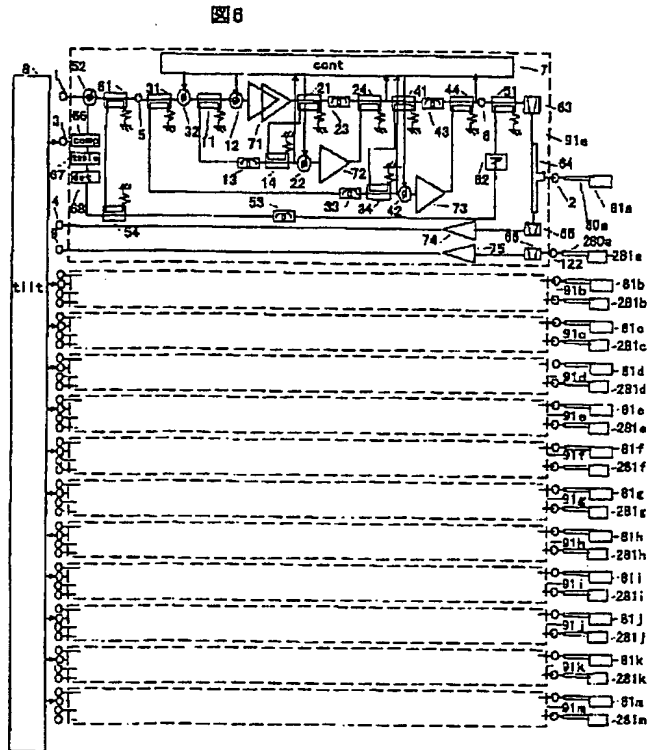 図6
cont
8
1
52
61
31
21
24
41
44
51
7
63
3
66
comp
5
32
11
12
71
23
43
6
91a
67
table
13
14
22
72
62
64
68
det
33
34
42
73
2
81a
4
54
53
74
80a
75
280a
122
281a
tilt
81b
91b
281b
81c
281c
81d
91d
281d
81e
91e
281e
81f
91f
281f
81g
91g
281g
81h
91h
281h
81i
91i
281i
81j
91j
281j
81k
91k
281k
81m
91m
281m